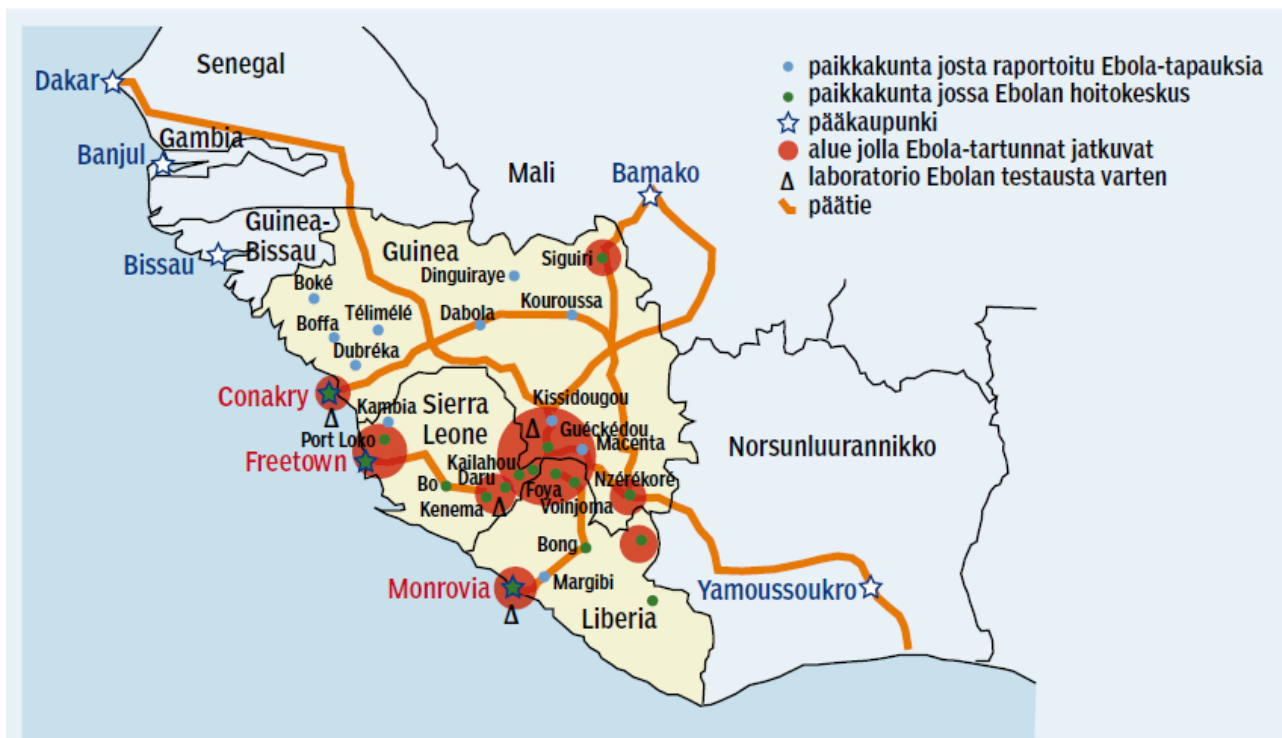 Senegal
Dakar
Gambia
Banjul
Mali
Bamako
Guinea-
Bissau
Bissau
Guinea
Siguiri
Dinguiraye
Boké
Kouroussa
Télimélé
Dabola
Boffa
Dubréka
Conakry
Δ
Kissidougou
Kambia
Sierra
Leone
Δ
Guéckédou
Macenta
Port Loko
Freetown
Kailahou
Norsunluurannikko
Bo
Daru
Foya
Nzérékoré
Kenema
Δ
Voinjoma
Bong
Monrovia
Δ
Margibi
Liberia
Yamoussoukro
paikkakunta josta raportoitu Ebola-tapauksia
paikkakunta jossa Ebolan hoitokeskus
pääkaupunki
alue jolla Ebola-tartunnat jatkuvat
Δ laboratorio Ebolan testausta varten
päätie